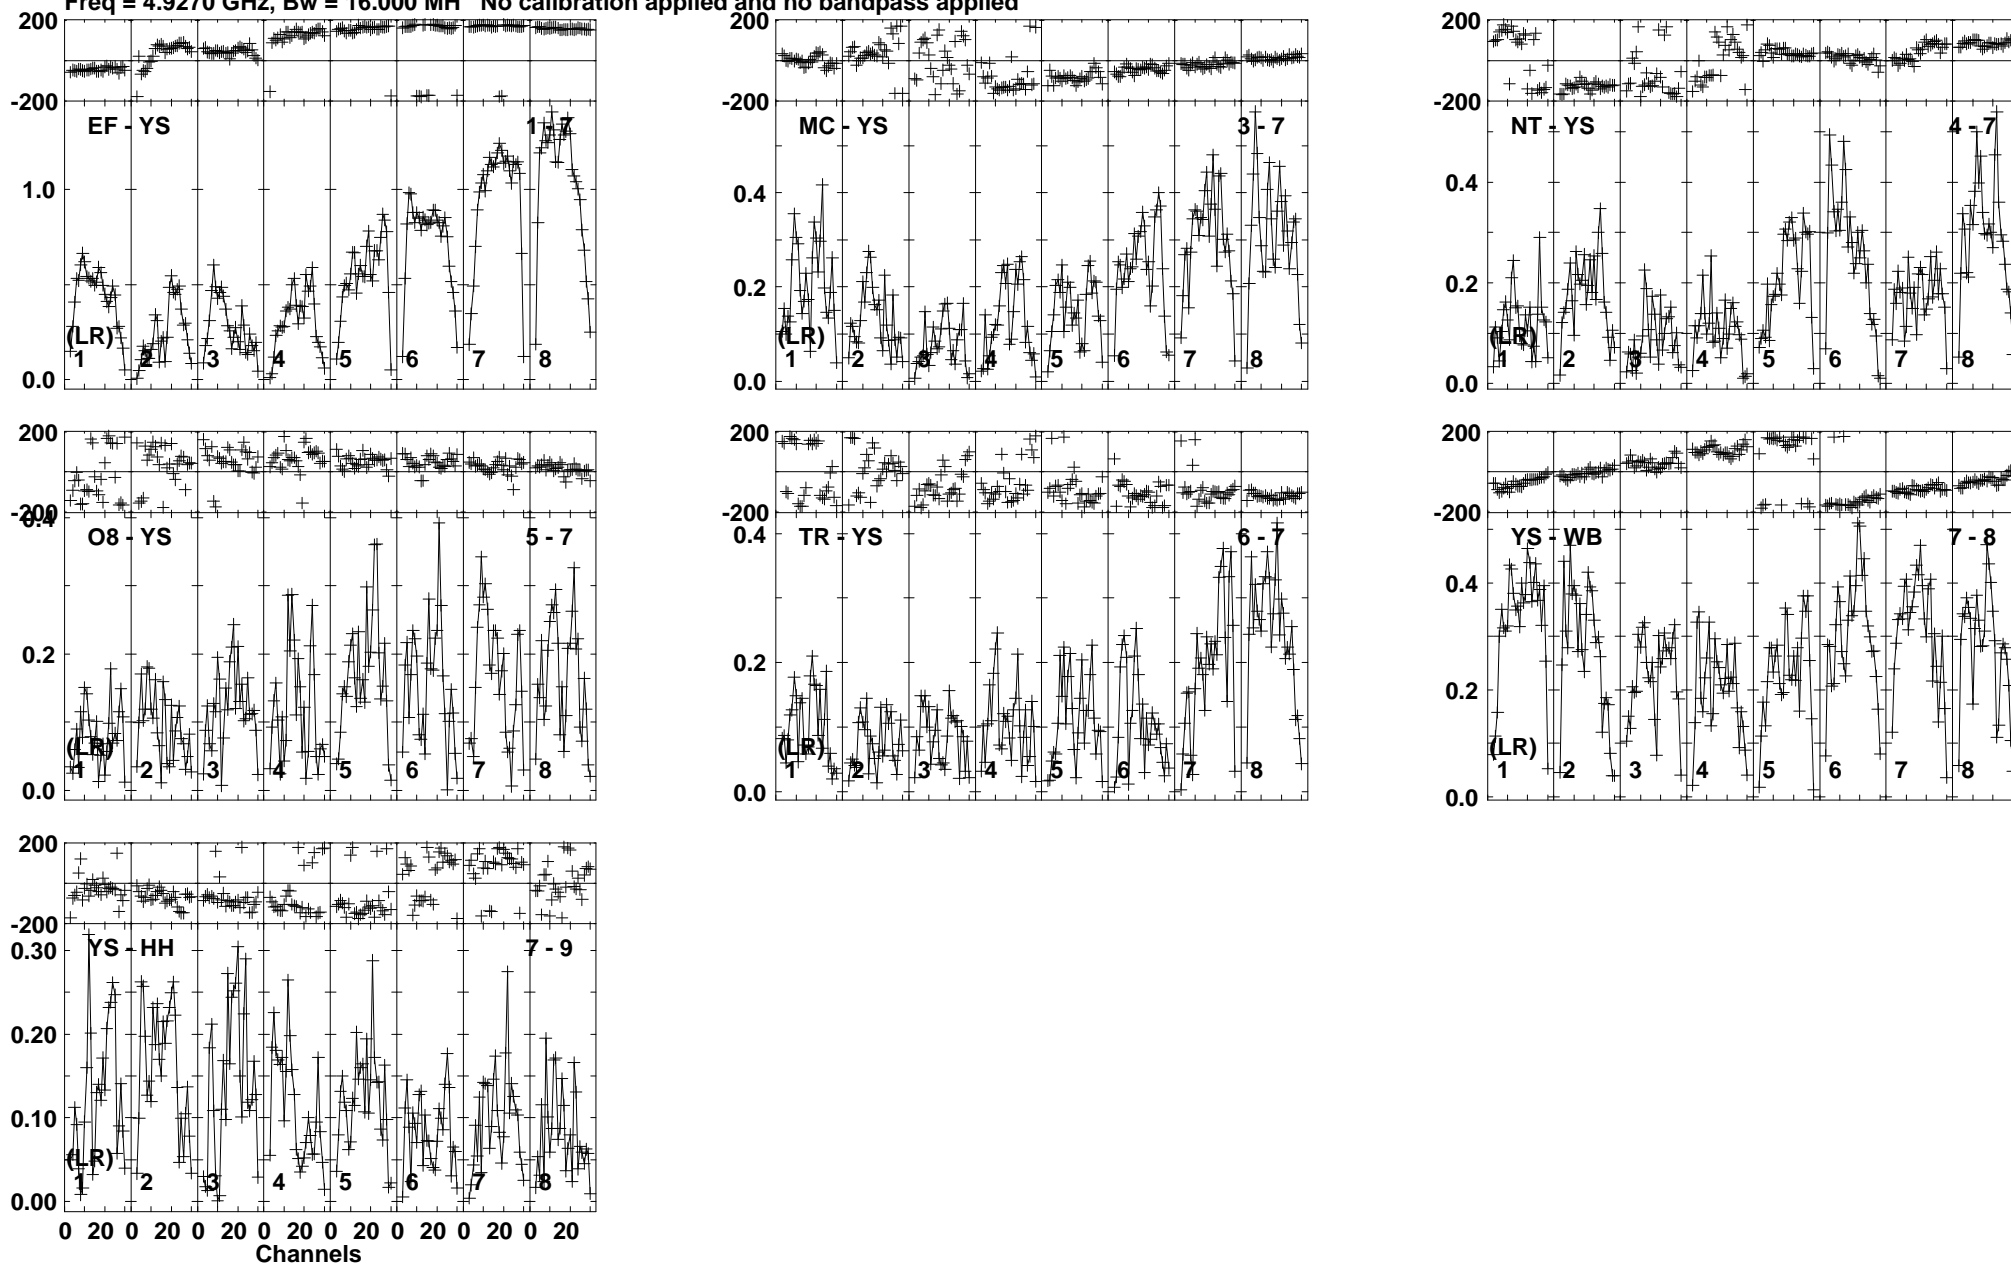 Freq = 4.9270 GHz, Bw = 16.000 MH No calibration applied and no bandpass applied
200
-200
EF - YS 1 - 7
1.0
0.0
(LR)
1 2 3 4 5 6 7 8
200
-200
MC - YS 3 - 7
0.4
0.2
0.0
(LR)
1 2 3 4 5 6 7 8
200
-200
NT - YS 4 - 7
0.4
0.2
0.0
(LR)
1 2 3 4 5 6 7 8
200
-200
0.4
O8 - YS 5 - 7
0.2
0.0
(LR)
1 2 3 4 5 6 7 8
200
-200
0.4
TR - YS 6 - 7
0.2
0.0
(LR)
1 2 3 4 5 6 7 8
200
-200
YS - WB 7 - 8
0.4
0.2
0.0
(LR)
1 2 3 4 5 6 7 8
200
-200
0.30
YS - HH 7 - 9
0.20
0.10
0.00
(LR)
1 2 3 4 5 6 7 8
0 20 0 20 0 20 0 20 0 20 0 20 0 20 0 20
Channels